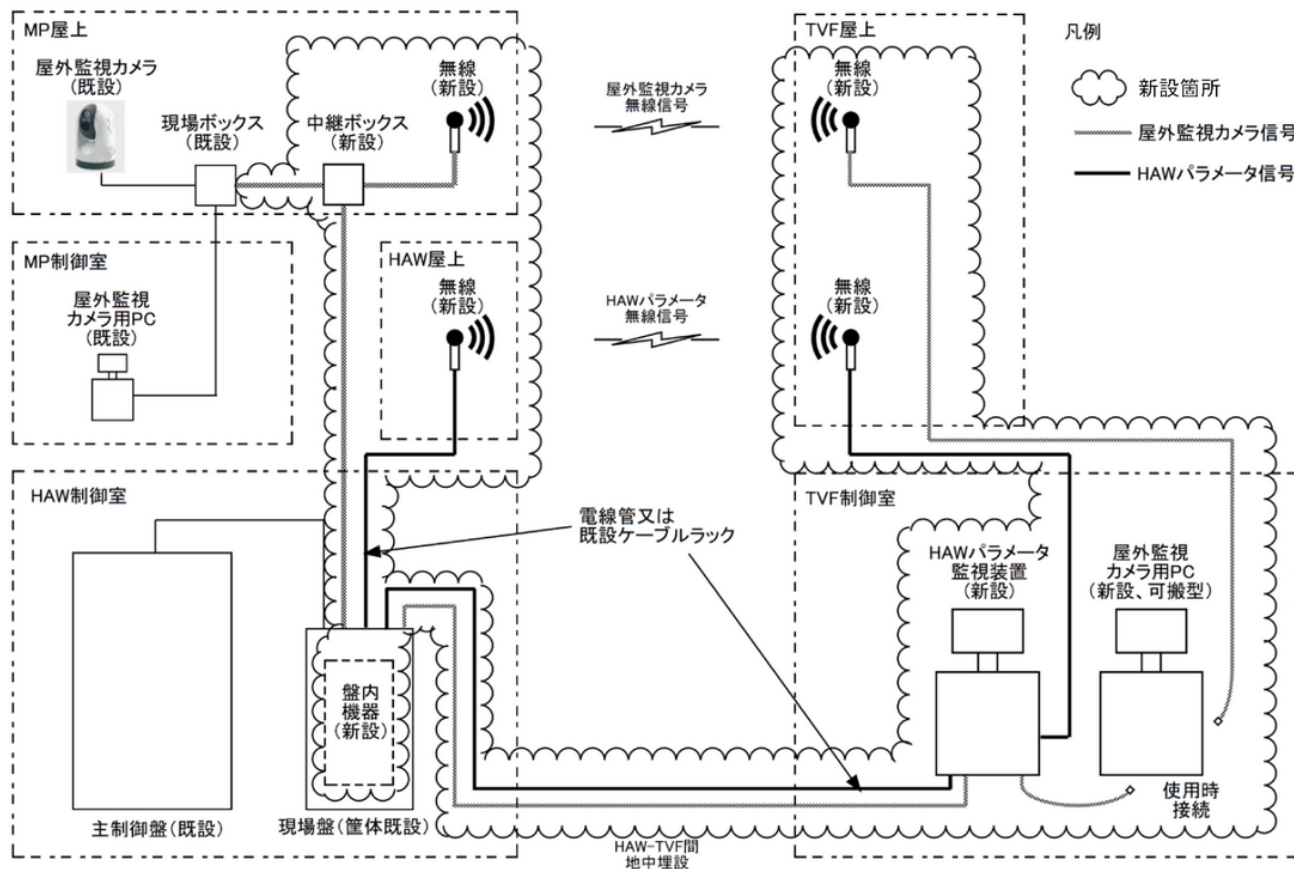 MP屋上
屋外監視カメラ
(既設)
現場ボックス
(既設)
中継ボックス
(新設)
無線
(新設)
屋外監視カメラ
無線信号
TVF屋上
無線
(新設)
凡例
新設箇所
屋外監視カメラ信号
HAWパラメータ信号
MP制御室
屋外監視
カメラ用PC
(既設)
HAW屋上
無線
(新設)
HAWパラメータ
無線信号
無線
(新設)
HAW制御室
電線管又は
既設ケーブルラック
TVF制御室
HAWパラメータ
監視装置
(新設)
屋外監視
カメラ用PC
(新設、可搬型)
盤内
機器
(新設)
主制御盤(既設)
現場盤(筐体既設)
使用時
接続
HAW-TVF間
地中埋設